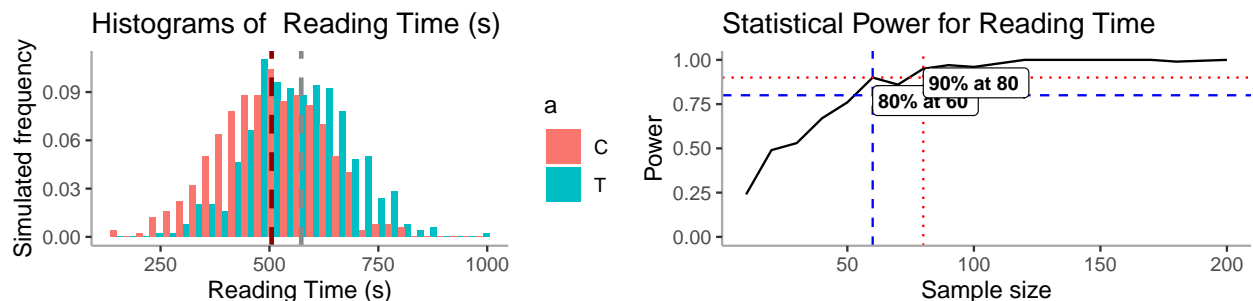 Histograms of  Reading Time (s)
Simulated frequency
0.09
0.06
0.03
0.00
250
500
750
1000
Reading Time (s)
a
C
T
Statistical Power for Reading Time
Power
1.00
0.75
0.50
0.25
0.00
80% at 60
90% at 80
50
100
150
200
Sample size